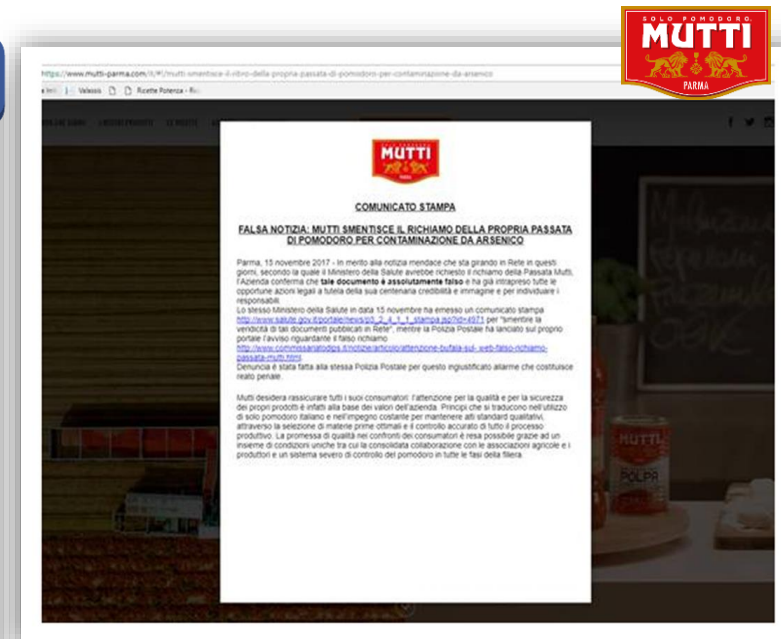 SOLO POMODORO.
MUTTI
PARMA
https://www.mutti-parma.com/it/#!/mutti-smentisce-il-ritiro-della-propria-passata-di-pomodoro-per-contaminazione-da-arsenico
Valassis
Ricette Potenza - Ric
I NOSTRI PRODOTTI LE RICETTE
MUTTI
COMUNICATO STAMPA
FALSA NOTIZIA: MUTTI SMENTISCE IL RICHIAMO DELLA PROPRIA PASSATA
DI POMODORO PER CONTAMINAZIONE DA ARSENICO
Parma, 15 novembre 2017 - In merito alla notizia mendace che sta girando in Rete in questi
giorni, secondo la quale il Ministero della Salute avrebbe richiesto il richiamo della Passata Mutti,
l'Azienda conferma che tale documento è assolutamente falso e ha già intrapreso tutte le
opportune azioni legali a tutela della sua centenaria credibilità e immagine e per individuare i
responsabili.
Lo stesso Ministero della Salute in data 15 novembre ha emesso un comunicato stampa
http://www.salute.gov.it/portale/news/p3_2_4_1_1_stampa.jsp?id=4971 per "smentire la
veridicità di tali documenti pubblicati in Rete", mentre la Polizia Postale ha lanciato sul proprio
portale l'avviso riguardante il falso richiamo
http://www.commissariatodips.it/notizie/articolo/attenzione-bufala-sul- web-falso-richiamo-
passata-mutti.html.
Denuncia è stata fatta alla stessa Polizia Postale per questo ingiustificato allarme che costituisce
reato penale.
Mutti desidera rassicurare tutti i suoi consumatori: l'attenzione per la qualità e per la sicurezza
dei propri prodotti è infatti alla base dei valori dell'azienda. Principi che si traducono nell'utilizzo
di solo pomodoro italiano e nell'impegno costante per mantenere alti standard qualitativi,
attraverso la selezione di materie prime ottimali e il controllo accurato di tutto il processo
produttivo. La promessa di qualità nei confronti dei consumatori è resa possibile grazie ad un
insieme di condizioni uniche tra cui la consolidata collaborazione con le associazioni agricole e i
produttori e un sistema severo di controllo del pomodoro in tutte le fasi della filiera.
MUTTI
POLPA